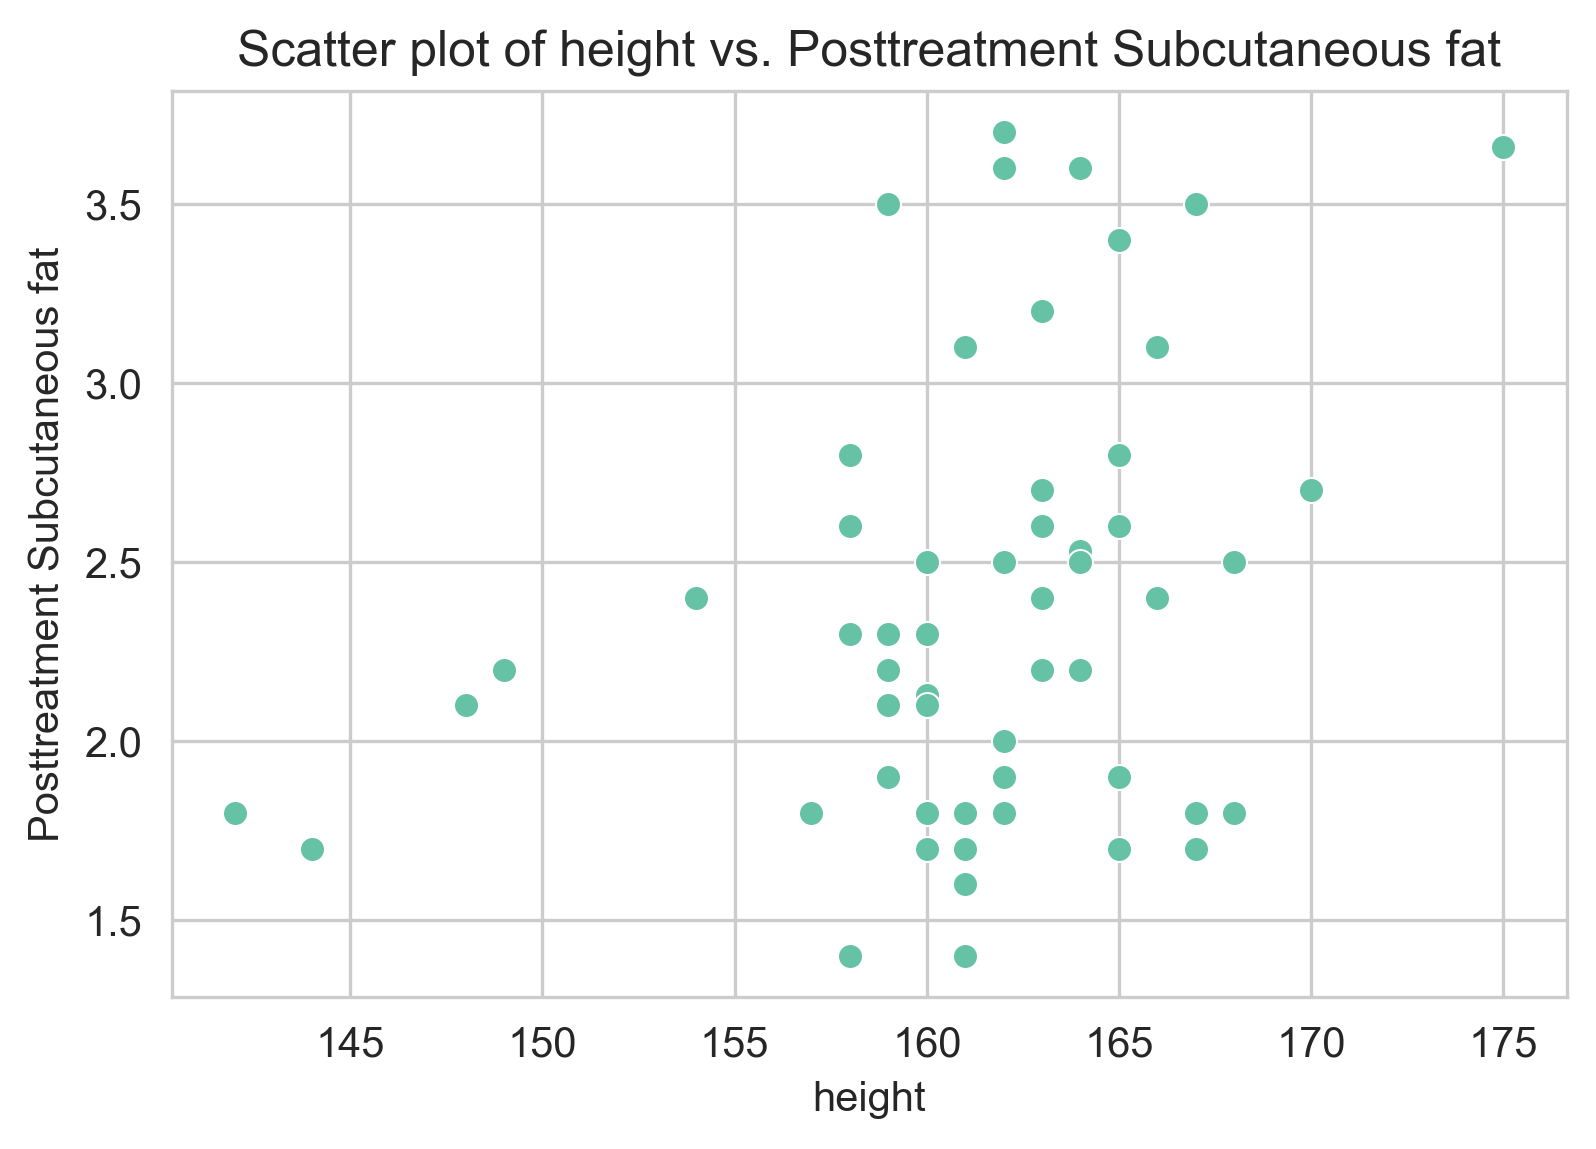 Scatter plot of height vs. Posttreatment Subcutaneous fat
Posttreatment Subcutaneous fat
3.5
3.0
2.5
2.0
1.5
145 150 155 160 165 170 175
height